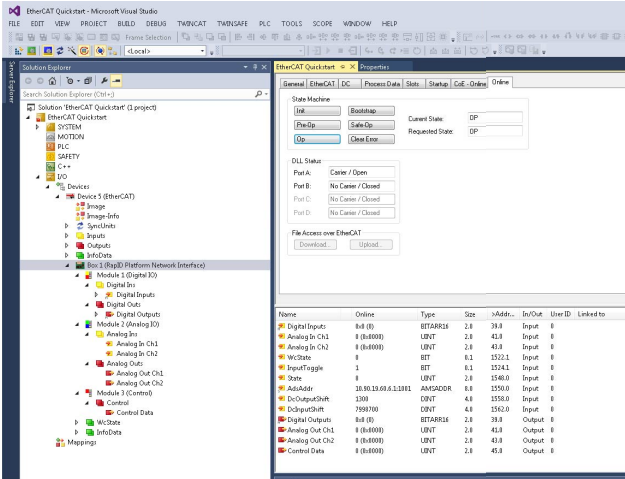 EtherCAT Quickstart - Microsoft Visual Studio
FILE EDIT VIEW PROJECT BUILD DEBUG TWINCAT TWINSAFE PLC TOOLS SCOPE WINDOW HELP
Frame Selection
<Local>
Server Explorer
Solution Explorer
Search Solution Explorer (Ctrl+;)
Solution 'EtherCAT Quickstart' (1 project)
EtherCAT Quickstart
SYSTEM
MOTION
PLC
SAFETY
C++
I/O
Devices
Device 5 (EtherCAT)
Image
Image-Info
SyncUnits
Inputs
Outputs
InfoData
Box 1 (RapID Platform Network Interface)
Module 1 (Digital IO)
Digital Ins
Digital Inputs
Digital Outs
Digital Outputs
Module 2 (Analog IO)
Analog Ins
Analog In Ch1
Analog In Ch2
Analog Outs
Analog Out Ch1
Analog Out Ch2
Module 3 (Control)
Control
Control Data
WcState
InfoData
Mappings
EtherCAT Quickstart Properties
General EtherCAT DC Process Data Slots Startup CoE - Online Online
State Machine
Init Bootstrap
Pre-Op Safe-Op Current State: OP
Op Clear Error Requested State: OP
DLL Status
Port A: Carrier / Open
Port B: No Carrier / Closed
Port C: No Carrier / Closed
Port D: No Carrier / Closed
File Access over EtherCAT
Download... Upload...
Name Online Type Size >Addr... In/Out User ID Linked to
Digital Inputs 0x0 (0) BITARR16 2.0 39.0 Input 0
Analog In Ch1 0 (0x0000) UINT 2.0 41.0 Input 0
Analog In Ch2 0 (0x0000) UINT 2.0 43.0 Input 0
WcState 0 BIT 0.1 1522.1 Input 0
InputToggle 1 BIT 0.1 1524.1 Input 0
State 8 UINT 2.0 1548.0 Input 0
AdsAddr 10.90.19.60.6.1:1001 AMSADDR 8.0 1550.0 Input 0
DcOutputShift 1300 DINT 4.0 1558.0 Input 0
DcInputShift 7998700 DINT 4.0 1562.0 Input 0
Digital Outputs 0x0 (0) BITARR16 2.0 39.0 Output 0
Analog Out Ch1 0 (0x0000) UINT 2.0 41.0 Output 0
Analog Out Ch2 0 (0x0000) UINT 2.0 43.0 Output 0
Control Data 0 (0x0000) UINT 2.0 45.0 Output 0